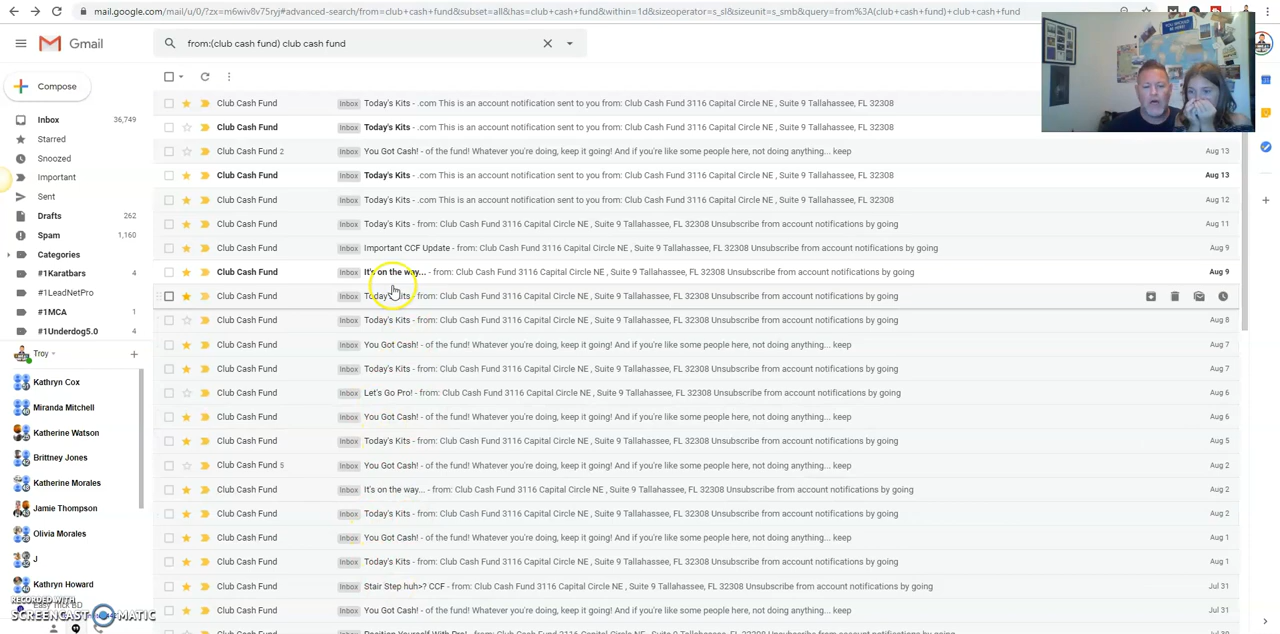 mail.google.com/mail/u/0/?zx=m6wiv8v75ryj#advanced-search/from=club+cash+fund&subset=all&has=club+cash+fund&within=1d&sizeoperator=s_sl&sizeunit=s_smb&query=from%3A(club+cash+fund)+club+cash+fund
Gmail
from:(club cash fund) club cash fund
Compose
Inbox 36,749
Starred
Snoozed
Important
Sent
Drafts 262
Spam 1,160
Categories
#1Karatbars 4
#1LeadNetPro
#1MCA 1
#1Underdog5.0 4
Troy
Kathryn Cox
Miranda Mitchell
Katherine Watson
Brittney Jones
Katherine Morales
Jamie Thompson
Olivia Morales
J
Kathryn Howard
Easy Trick BD
RECORDED WITH
SCREENCAST MATIC
Club Cash Fund Inbox Today's Kits - .com This is an account notification sent to you from: Club Cash Fund 3116 Capital Circle NE, Suite 9 Tallahassee, FL 32308
Club Cash Fund Inbox Today's Kits - .com This is an account notification sent to you from: Club Cash Fund 3116 Capital Circle NE, Suite 9 Tallahassee, FL 32308
Club Cash Fund 2 Inbox You Got Cash! - of the fund! Whatever you're doing, keep it going! And if you're like some people here, not doing anything... keep Aug 13
Club Cash Fund Inbox Today's Kits - .com This is an account notification sent to you from: Club Cash Fund 3116 Capital Circle NE, Suite 9 Tallahassee, FL 32308 Aug 13
Club Cash Fund Inbox Today's Kits - .com This is an account notification sent to you from: Club Cash Fund 3116 Capital Circle NE, Suite 9 Tallahassee, FL 32308 Aug 12
Club Cash Fund Inbox Today's Kits - from: Club Cash Fund 3116 Capital Circle NE , Suite 9 Tallahassee, FL 32308 Unsubscribe from account notifications by going Aug 11
Club Cash Fund Inbox Important CCF Update - from: Club Cash Fund 3116 Capital Circle NE , Suite 9 Tallahassee, FL 32308 Unsubscribe from account notifications by going Aug 9
Club Cash Fund Inbox It's on the way... - from: Club Cash Fund 3116 Capital Circle NE , Suite 9 Tallahassee, FL 32308 Unsubscribe from account notifications by going Aug 9
Club Cash Fund Inbox Today's Kits - from: Club Cash Fund 3116 Capital Circle NE , Suite 9 Tallahassee, FL 32308 Unsubscribe from account notifications by going
Club Cash Fund Inbox Today's Kits - from: Club Cash Fund 3116 Capital Circle NE , Suite 9 Tallahassee, FL 32308 Unsubscribe from account notifications by going Aug 8
Club Cash Fund Inbox You Got Cash! - of the fund! Whatever you're doing, keep it going! And if you're like some people here, not doing anything... keep Aug 7
Club Cash Fund Inbox Today's Kits - from: Club Cash Fund 3116 Capital Circle NE , Suite 9 Tallahassee, FL 32308 Unsubscribe from account notifications by going Aug 7
Club Cash Fund Inbox Let's Go Pro! - from: Club Cash Fund 3116 Capital Circle NE , Suite 9 Tallahassee, FL 32308 Unsubscribe from account notifications by going Aug 6
Club Cash Fund Inbox You Got Cash! - of the fund! Whatever you're doing, keep it going! And if you're like some people here, not doing anything... keep Aug 6
Club Cash Fund Inbox Today's Kits - from: Club Cash Fund 3116 Capital Circle NE , Suite 9 Tallahassee, FL 32308 Unsubscribe from account notifications by going Aug 5
Club Cash Fund 5 Inbox You Got Cash! - of the fund! Whatever you're doing, keep it going! And if you're like some people here, not doing anything... keep Aug 2
Club Cash Fund Inbox It's on the way... - from: Club Cash Fund 3116 Capital Circle NE , Suite 9 Tallahassee, FL 32308 Unsubscribe from account notifications by going Aug 2
Club Cash Fund Inbox Today's Kits - from: Club Cash Fund 3116 Capital Circle NE , Suite 9 Tallahassee, FL 32308 Unsubscribe from account notifications by going Aug 2
Club Cash Fund Inbox You Got Cash! - of the fund! Whatever you're doing, keep it going! And if you're like some people here, not doing anything... keep Aug 1
Club Cash Fund Inbox Today's Kits - from: Club Cash Fund 3116 Capital Circle NE , Suite 9 Tallahassee, FL 32308 Unsubscribe from account notifications by going Aug 1
Club Cash Fund Inbox Stair Step huh>? CCF - from: Club Cash Fund 3116 Capital Circle NE , Suite 9 Tallahassee, FL 32308 Unsubscribe from account notifications by going Jul 31
Club Cash Fund Inbox You Got Cash! - of the fund! Whatever you're doing, keep it going! And if you're like some people here, not doing anything... keep Jul 31